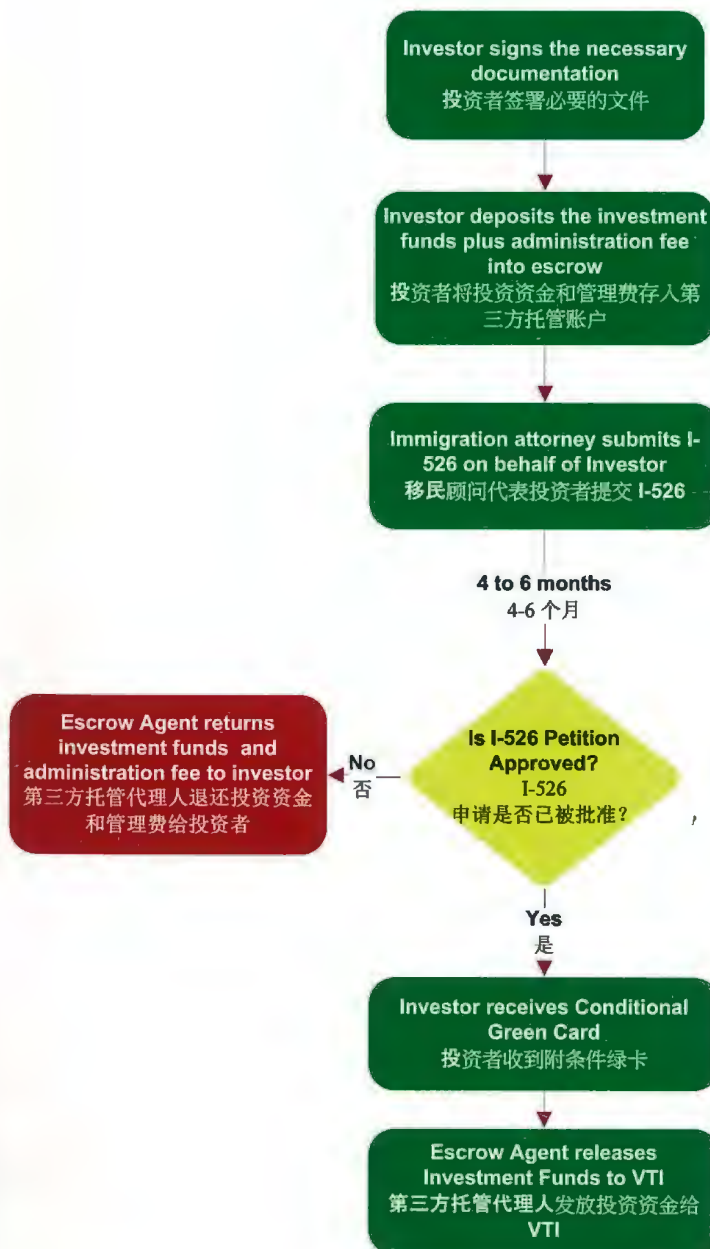 Investor signs the necessary
documentation
投资者签署必要的文件
Investor deposits the investment
funds plus administration fee
into escrow
投资者将投资资金和管理费存入第
三方托管账户
Immigration attorney submits I-
526 on behalf of Investor
移民顾问代表投资者提交 I-526
4 to 6 months
4-6 个月
Is I-526 Petition
Approved?
I-526
申请是否已被批准？
No
否
Escrow Agent returns
investment funds and
administration fee to investor
第三方托管代理人退还投资资金
和管理费给投资者
Yes
是
Investor receives Conditional
Green Card
投资者收到附条件绿卡
Escrow Agent releases
Investment Funds to VTI
第三方托管代理人发放投资资金给
VTI